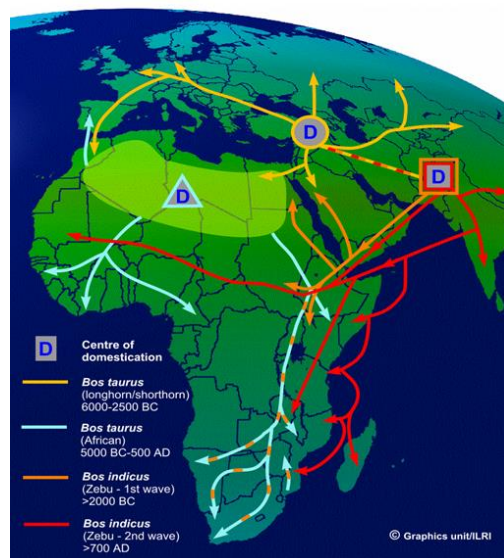 D
D
D
D
Centre of
domestication
Bos taurus
(longhorn/shorthorn)
6000-2500 BC
Bos taurus
(African)
5000 BC-500 AD
Bos indicus
(Zebu - 1st wave)
>2000 BC
Bos indicus
(Zebu - 2nd wave)
>700 AD
© Graphics unit/ILRI